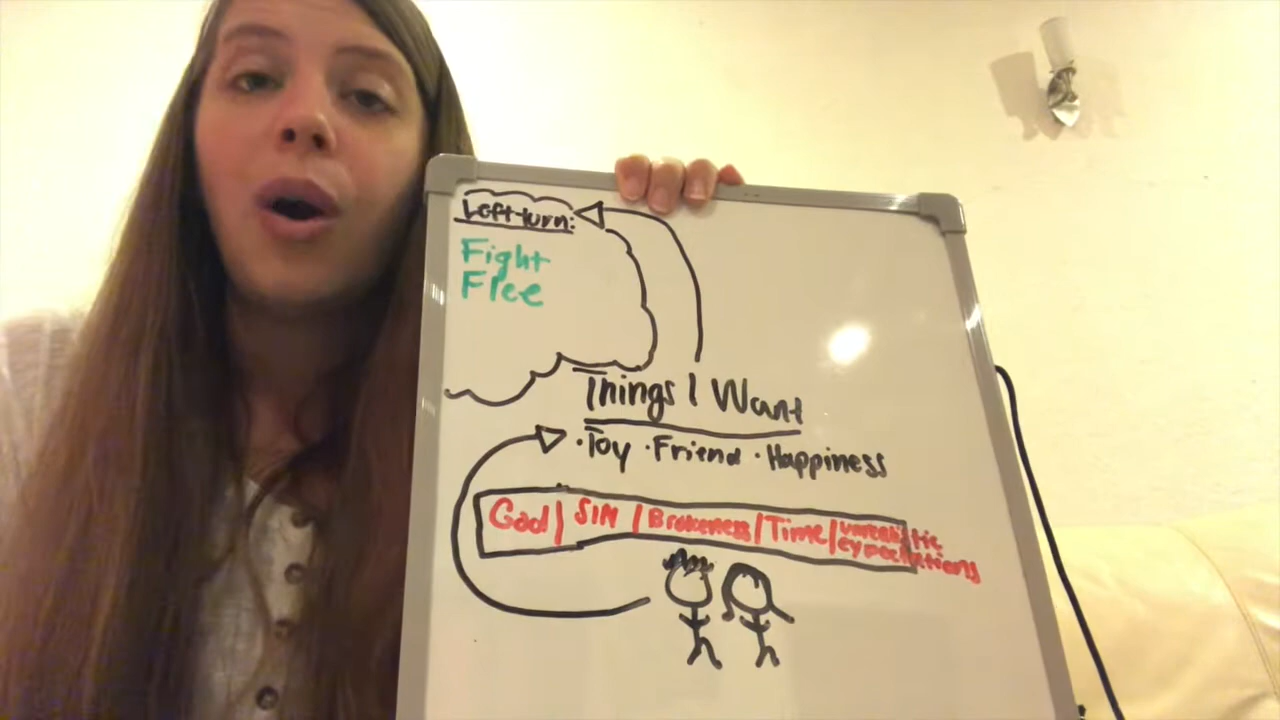 Left-turn:
Fight
Flee
Things I Want
·Toy ·Friend ·Happiness
God | SIN | Brokeness | Time | unrealistic
expectations